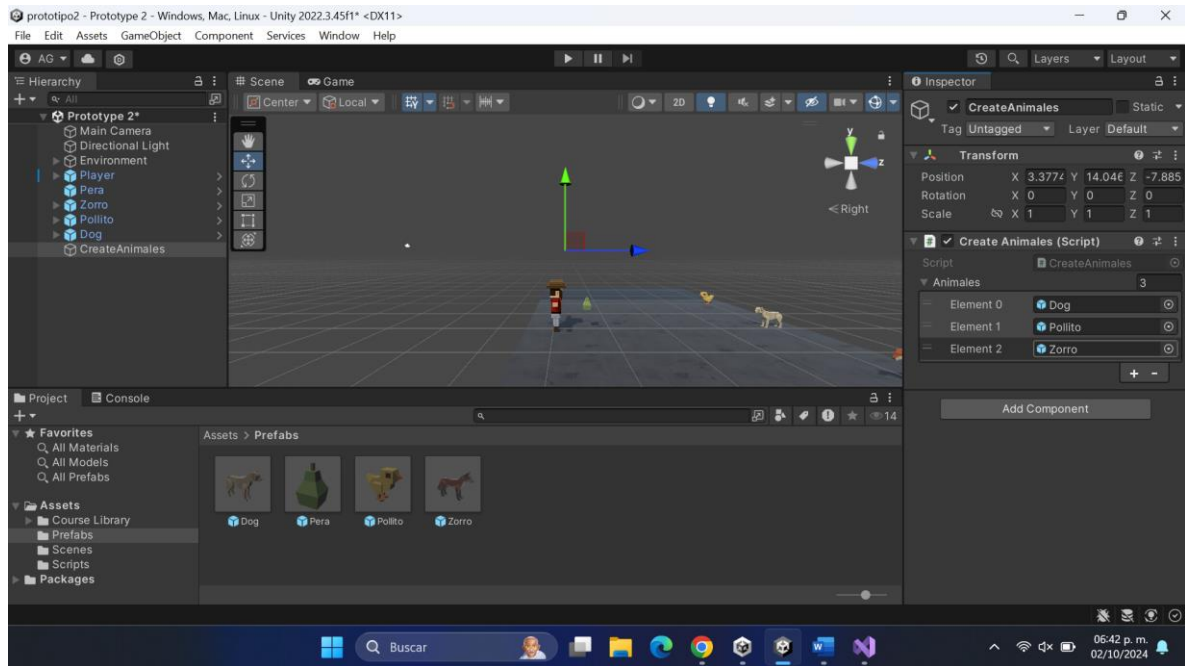 prototipo2 - Prototype 2 - Windows, Mac, Linux - Unity 2022.3.45f1* <DX11>
File Edit Assets GameObject Component Services Window Help
AG
Layers Layout
Hierarchy
All
Prototype 2*
Main Camera
Directional Light
Environment
Player
Pera
Zorro
Pollito
Dog
CreateAnimales
Scene Game
Center Local 2D
y
z
Right
Inspector
CreateAnimales Static
Tag Untagged Layer Default
Transform
Position X 3.3774 Y 14.046 Z -7.885
Rotation X 0 Y 0 Z 0
Scale X 1 Y 1 Z 1
Create Animales (Script)
Script CreateAnimales
Animales 3
Element 0 Dog
Element 1 Pollito
Element 2 Zorro
+ -
Add Component
Project Console
14
Favorites
All Materials
All Models
All Prefabs
Assets
Course Library
Prefabs
Scenes
Scripts
Packages
Assets > Prefabs
Dog Pera Pollito Zorro
Buscar
06:42 p. m.
02/10/2024